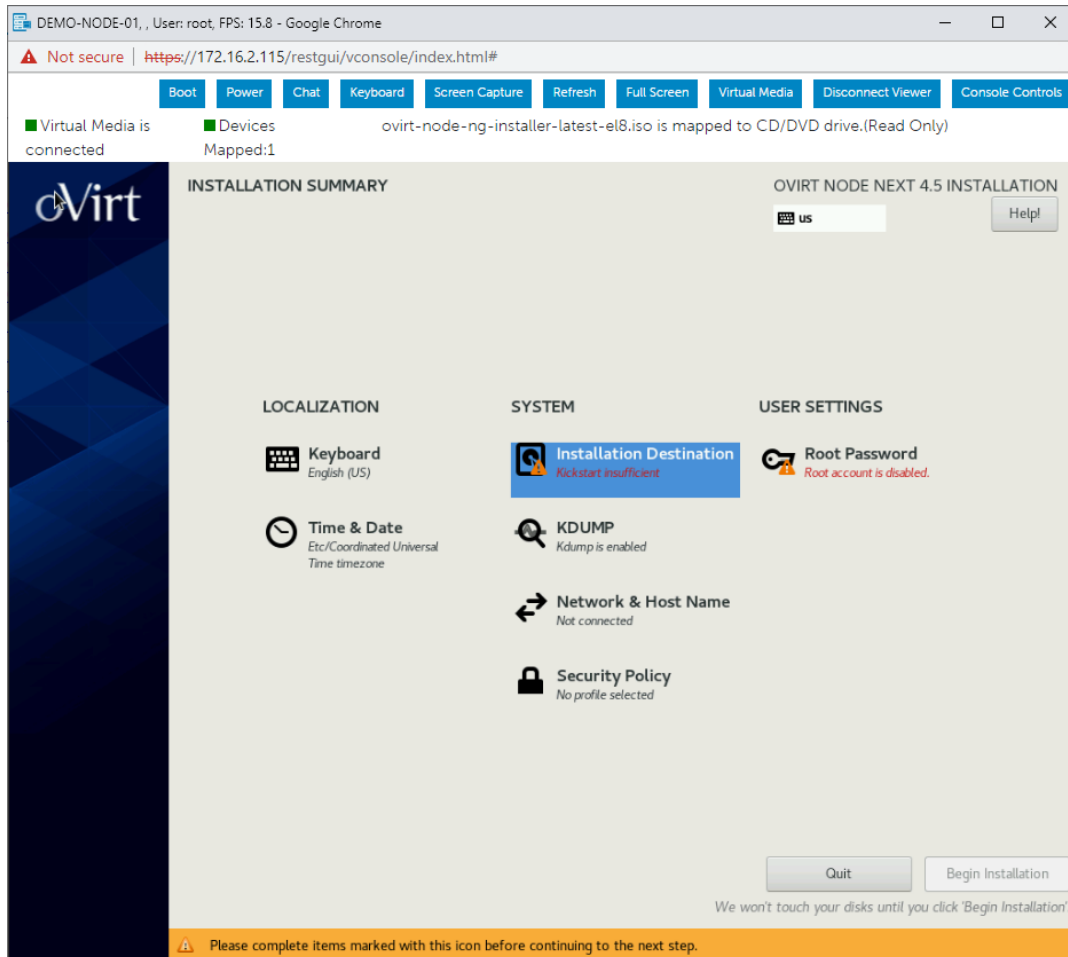 DEMO-NODE-01, , User: root, FPS: 15.8 - Google Chrome
Not secure | https://172.16.2.115/restgui/vconsole/index.html#
Boot Power Chat Keyboard Screen Capture Refresh Full Screen Virtual Media Disconnect Viewer Console Controls
Virtual Media is connected
Devices Mapped:1
ovirt-node-ng-installer-latest-el8.iso is mapped to CD/DVD drive.(Read Only)
oVirt
INSTALLATION SUMMARY
OVIRT NODE NEXT 4.5 INSTALLATION
us
Help!
LOCALIZATION
Keyboard
English (US)
Time & Date
Etc/Coordinated Universal
Time timezone
SYSTEM
Installation Destination
Kickstart insufficient
KDUMP
Kdump is enabled
Network & Host Name
Not connected
Security Policy
No profile selected
USER SETTINGS
Root Password
Root account is disabled.
Quit
Begin Installation
We won't touch your disks until you click 'Begin Installation'
Please complete items marked with this icon before continuing to the next step.